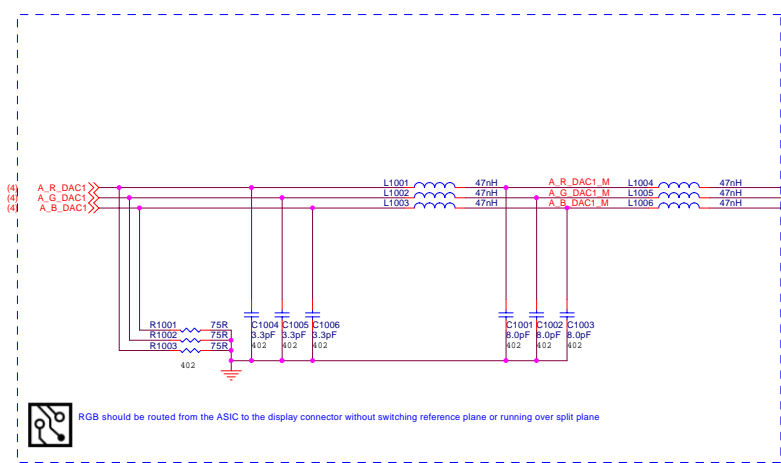 (4) A_R_DAC1 L1001 47nH A_R_DAC1_M L1004 47nH
(4) A_G_DAC1 L1002 47nH A_G_DAC1_M L1005 47nH
(4) A_B_DAC1 L1003 47nH A_B_DAC1_M L1006 47nH
R1001 75R C1004 C1005 C1006 C1001 C1002 C1003
R1002 75R 3.3pF 3.3pF 3.3pF 8.0pF 8.0pF 8.0pF
R1003 75R 402 402 402 402 402 402
402
RGB should be routed from the ASIC to the display connector without switching reference plane or running over split plane